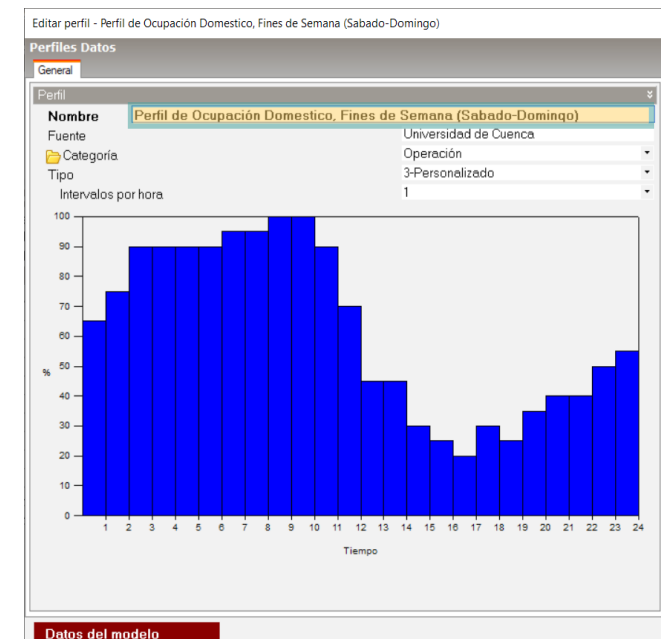 Editar perfil - Perfil de Ocupación Domestico, Fines de Semana (Sabado-Domingo)
Perfiles Datos
General
Perfil
Nombre Perfil de Ocupación Domestico, Fines de Semana (Sabado-Domingo)
Fuente Universidad de Cuenca
Categoría Operación
Tipo 3-Personalizado
Intervalos por hora 1
100
90
80
70
60
50
%
40
30
20
10
0
1 2 3 4 5 6 7 8 9 10 11 12 13 14 15 16 17 18 19 20 21 22 23 24
Tiempo
Datos del modelo